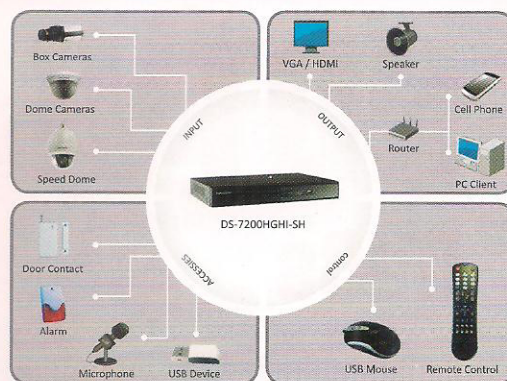 Box Cameras
Dome Cameras
Speed Dome
INPUT
VGA / HDMI
Speaker
Cell Phone
Router
PC Client
OUTPUT
DS-7200HGHI-SH
Door Contact
Alarm
Microphone
USB Device
ACCESSIES
control
USB Mouse
Remote Control